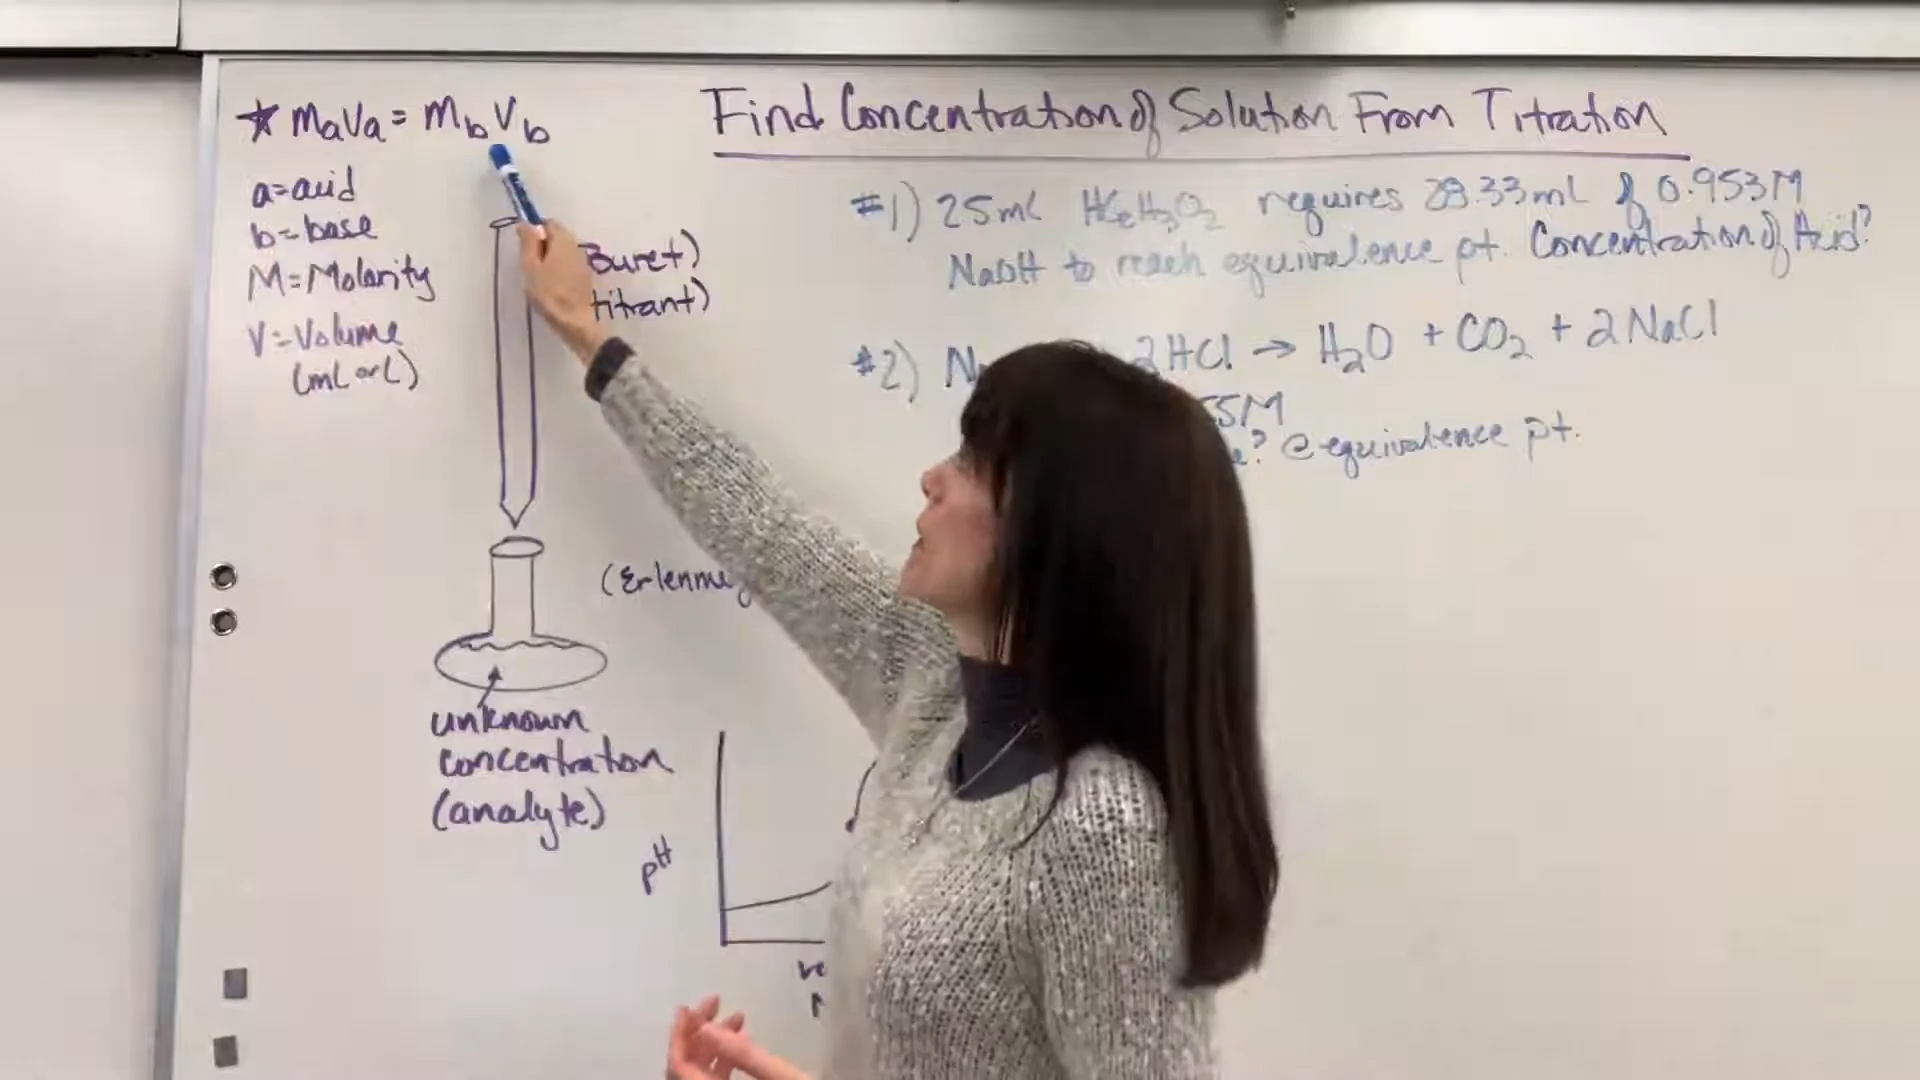 ★ MaVa = MbVb
a=acid
b=base
M=Molarity
V=Volume
(mL or L)
Find Concentration of Solution From Titration
#1) 25mL HC2H3O2 requires 28.33mL of 0.953M
NaOH to reach equivalence pt. Concentration of Acid?
#2) N 2HCl → H2O + CO2 + 2NaCl
55M
e? @ equivalence pt.
Buret)
titrant)
(Erlenmey
unknown
concentration
(analyte)
pH